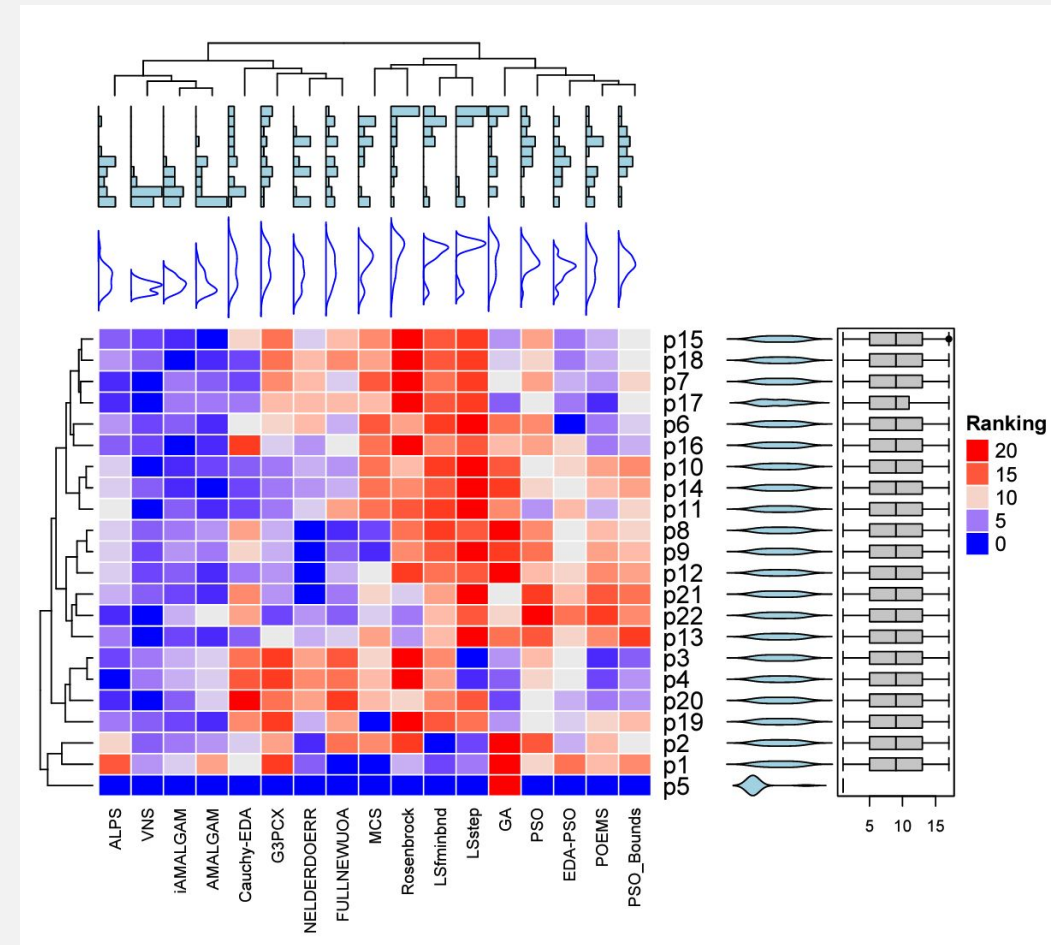 p15
p18
p7
p17
p6
p16
p10
p14
p11
p8
p9
p12
p21
p22
p13
p3
p4
p20
p19
p2
p1
p5
Ranking
20
15
10
5
0
5 10 15
ALPS
VNS
iAMALGAM
AMALGAM
Cauchy-EDA
G3PCX
NELDERDOERR
FULLNEWUOA
MCS
Rosenbrock
LSfminbnd
LSstep
GA
PSO
EDA-PSO
POEMS
PSO_Bounds